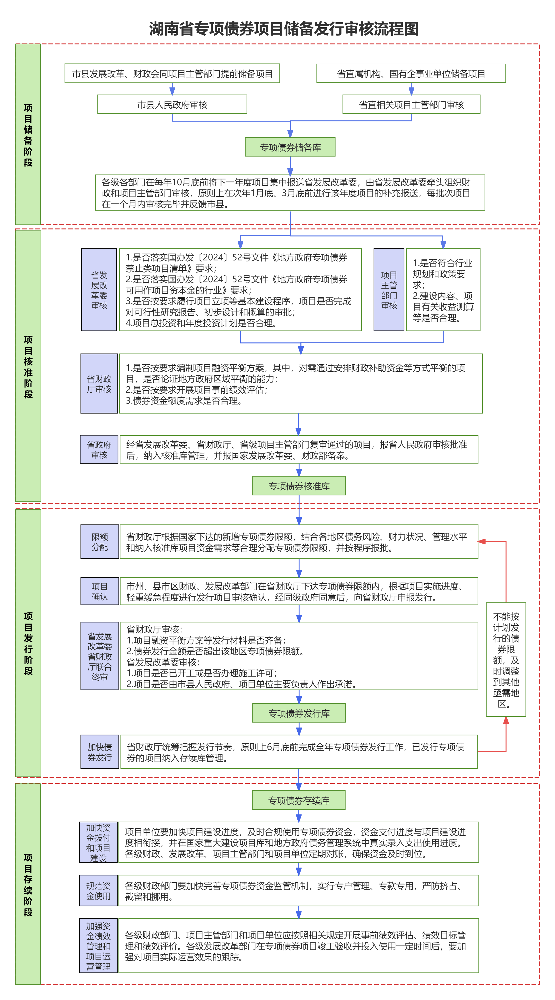 湖南省专项债券项目储备发行审核流程图
项
目
储
备
阶
段
市县发展改革、财政会同项目主管部门提前储备项目
省直属机构、国有企事业单位储备项目
市县人民政府审核
省直相关项目主管部门审核
专项债券储备库
各级各部门在每年10月底前将下一年度项目集中报送省发展改革委，由省发展改革委牵头组织财
政和项目主管部门审核，原则上在次年1月底、3月底前进行该年度项目的补充报送，每批次项目
在一个月内审核完毕并反馈市县。
项
目
核
准
阶
段
省发
展改
革委
审核
1.是否落实国办发〔2024〕52号文件《地方政府专项债券
禁止类项目清单》要求；
2.是否落实国办发〔2024〕52号文件《地方政府专项债券
可用作项目资本金的行业》要求；
3.是否按要求履行项目立项等基本建设程序，项目是否完成
对可行性研究报告、初步设计和概算的审批；
4.项目总投资和年度投资计划是否合理。
项目
主管
部门
审核
1.是否符合行业
规划和政策要
求；
2.建设内容、项
目有关收益测算
等是否合理。
省财政
厅审核
1.是否按要求编制项目融资平衡方案，其中，对需通过安排财政补助资金等方式平衡的项
目，是否论证地方政府区域平衡的能力；
2.是否按要求开展项目事前绩效评估；
3.债券资金额度需求是否合理。
省政府
审核
经省发展改革委、省财政厅、省级项目主管部门复审通过的项目，报省人民政府审核批准
后，纳入核准库管理，并报国家发展改革委、财政部备案。
专项债券核准库
项
目
发
行
阶
段
限额
分配
省财政厅根据国家下达的新增专项债券限额，结合各地区债务风险、财力状况、管理水平
和纳入核准库项目资金需求等合理分配专项债券限额，并按程序报批。
项目
确认
市州、县市区财政、发展改革部门在省财政厅下达专项债券限额内，根据项目实施进度、
轻重缓急程度进行发行项目审核确认，经同级政府同意后，向省财政厅申报发行。
省发展
改革委
省财政
厅联合
终审
省财政厅审核：
1.项目融资平衡方案等发行材料是否齐备；
2.债券发行金额是否超出该地区专项债券限额。
省发展改革委审核：
1.项目是否已开工或是否办理施工许可；
2.项目是否由市县人民政府、项目单位主要负责人作出承诺。
不能按
计划发
行的债
券限
额，及
时调整
到其他
亟需地
区。
专项债券发行库
加快债
券发行
省财政厅统筹把握发行节奏，原则上6月底前完成全年专项债券发行工作，已发行专项债
券的项目纳入存续库管理。
项
目
存
续
阶
段
专项债券存续库
加快资
金拨付
和项目
建设
项目单位要加快项目建设进度，及时合规使用专项债券资金，资金支付进度与项目建设进
度相衔接，并在国家重大建设项目库和地方政府债务管理系统中真实录入支出使用进度。
各级财政、发展改革、项目主管部门和项目单位定期对账，确保资金及时到位。
规范资
金使用
各级财政部门要加快完善专项债券资金监管机制，实行专户管理、专款专用，严防挤占、
截留和挪用。
加强资
金绩效
管理和
项目运
营管理
各级财政部门、项目主管部门和项目单位应按照相关规定开展事前绩效评估、绩效目标管
理和绩效评价。各级发展改革部门在专项债券项目竣工验收并投入使用一定时间后，要加
强对项目实际运营效果的跟踪。